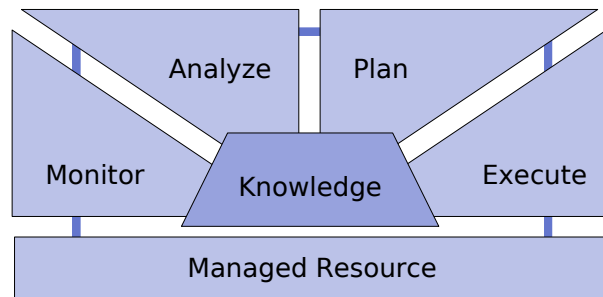 Analyze
Plan
Monitor
Knowledge
Execute
Managed Resource